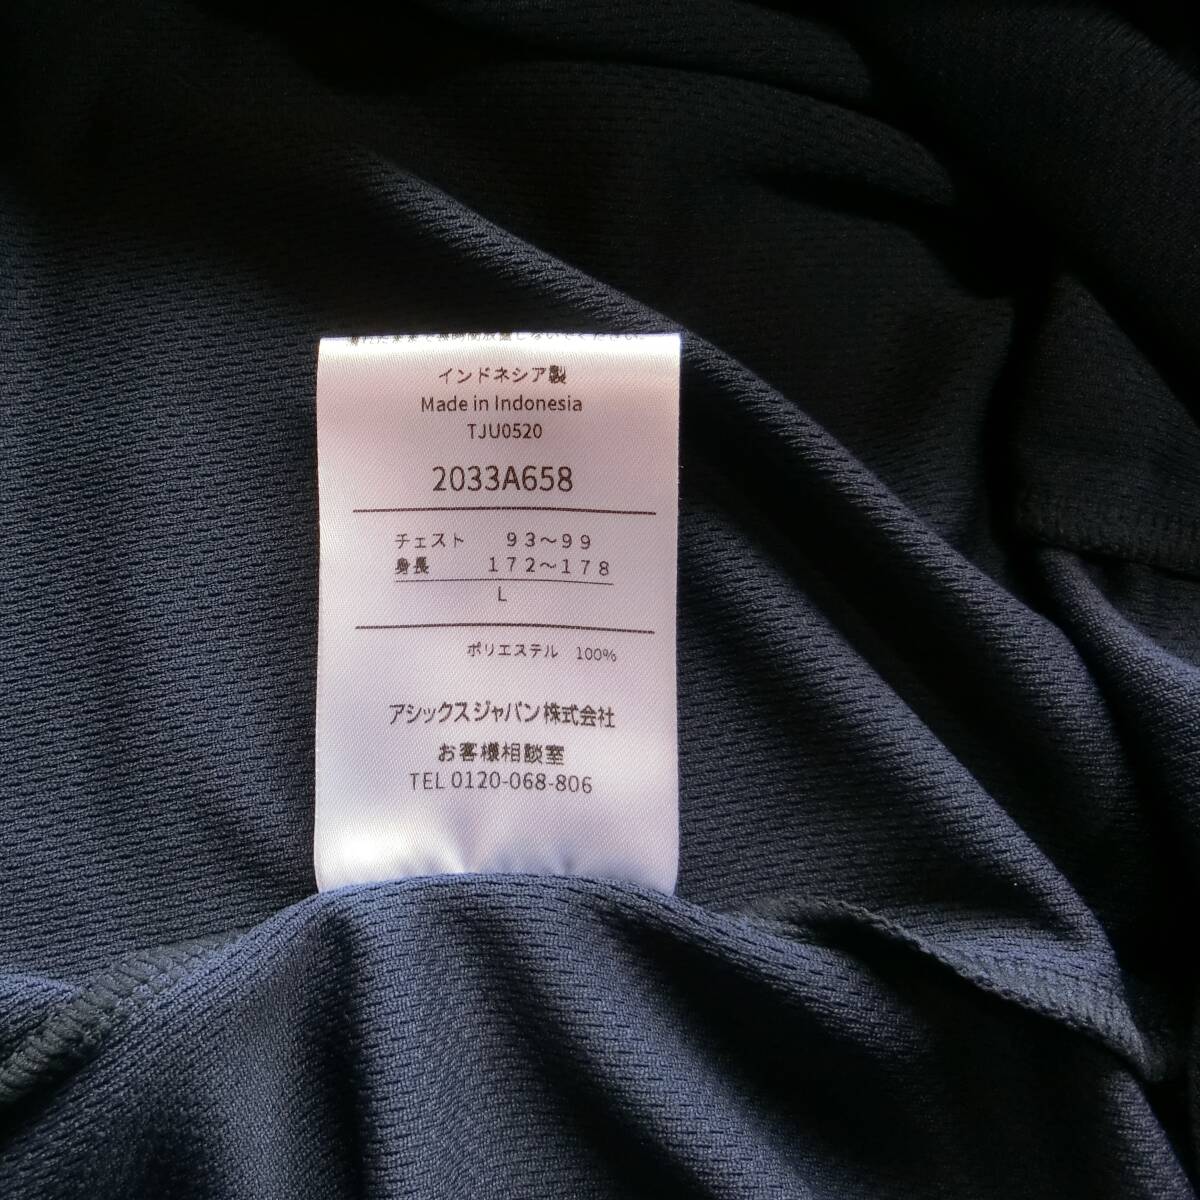 インドネシア製
Made in Indonesia
TJU0520
2033A658
チェスト　93～99
身長　172～178
L
ポリエステル　100%
アシックスジャパン株式会社
お客様相談室
TEL 0120-068-806